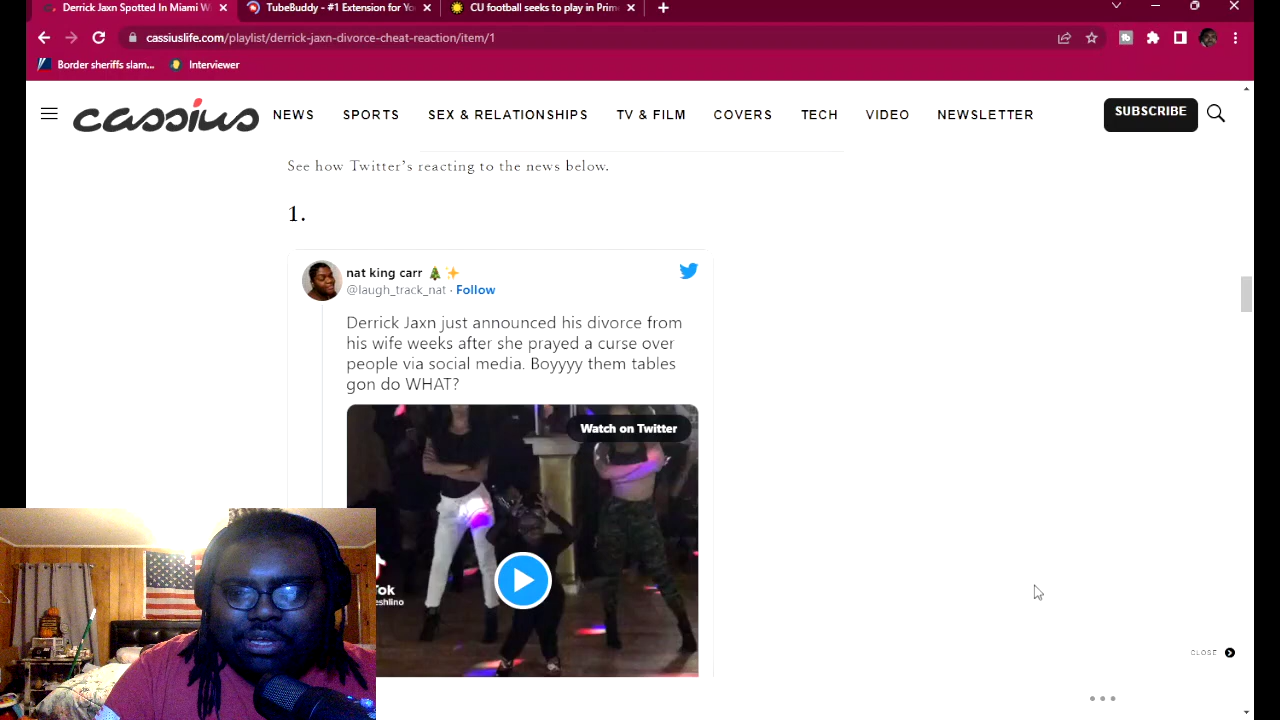 Derrick Jaxn Spotted In Miami W
TubeBuddy - #1 Extension for Yo
CU football seeks to play in Prim
cassiuslife.com/playlist/derrick-jaxn-divorce-cheat-reaction/item/1
Border sheriffs slam...
Interviewer
cassius
NEWS
SPORTS
SEX & RELATIONSHIPS
TV & FILM
COVERS
TECH
VIDEO
NEWSLETTER
SUBSCRIBE
See how Twitter's reacting to the news below.
1.
nat king carr 🎄✨
@laugh_track_nat · Follow
Derrick Jaxn just announced his divorce from
his wife weeks after she prayed a curse over
people via social media. Boyyyy them tables
gon do WHAT?
Watch on Twitter
CLOSE